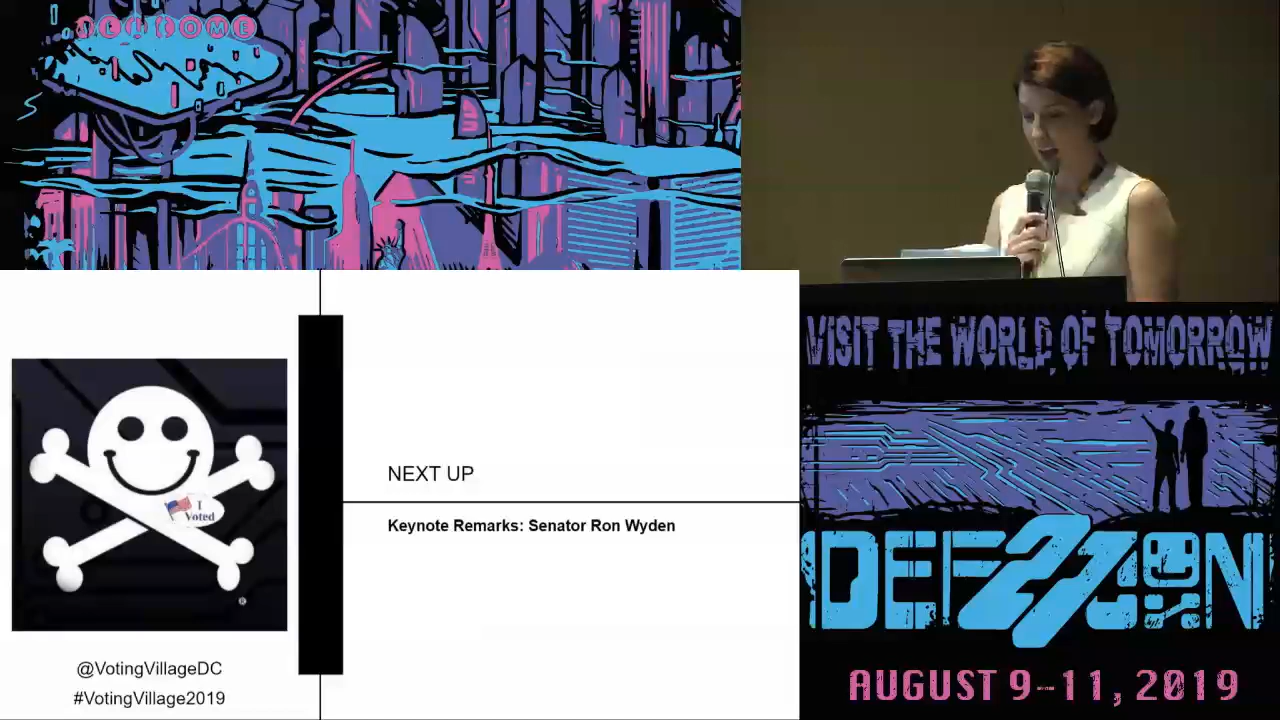 WELCOME
VISIT THE WORLD OF TOMORROW
NEXT UP
Keynote Remarks: Senator Ron Wyden
I
Voted
@VotingVillageDC
#VotingVillage2019
DEF 27 CON
AUGUST 9-11, 2019